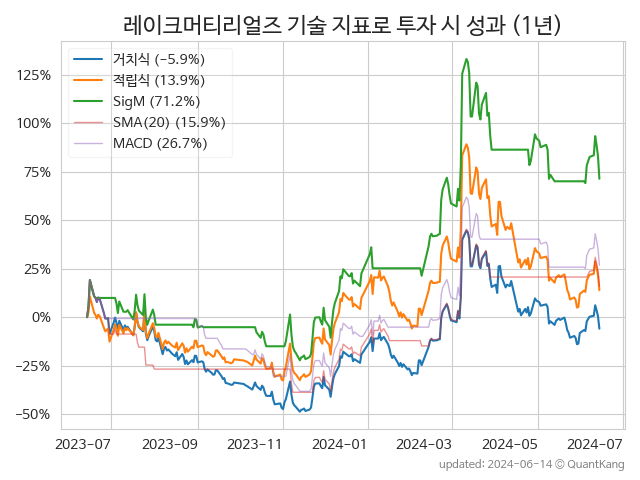 레이크머티리얼즈 기술 지표로 투자 시 성과 (1년)
거치식 (−5.9%)
적립식 (13.9%)
SigM (71.2%)
SMA(20) (15.9%)
MACD (26.7%)
125%
100%
75%
50%
25%
0%
−25%
−50%
2023−07 2023−09 2023−11 2024−01 2024−03 2024−05 2024−07
updated: 2024−06−14 © QuantKang